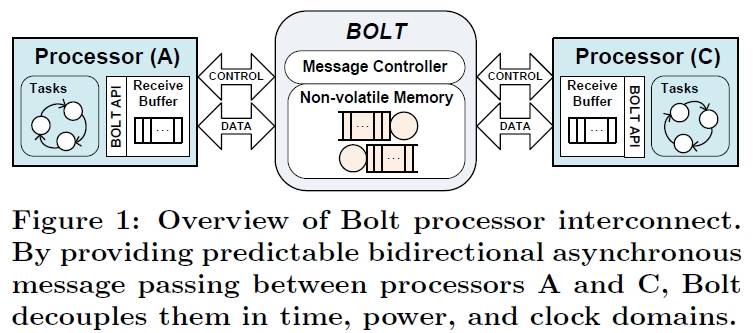 BOLT
Processor (A)
Processor (C)
Message Controller
CONTROL
CONTROL
Tasks
BOLT API
Receive
Buffer
...
Non-volatile Memory
...
...
Receive
Buffer
...
BOLT API
Tasks
DATA
DATA
Figure 1: Overview of Bolt processor interconnect.
By providing predictable bidirectional asynchronous
message passing between processors A and C, Bolt
decouples them in time, power, and clock domains.